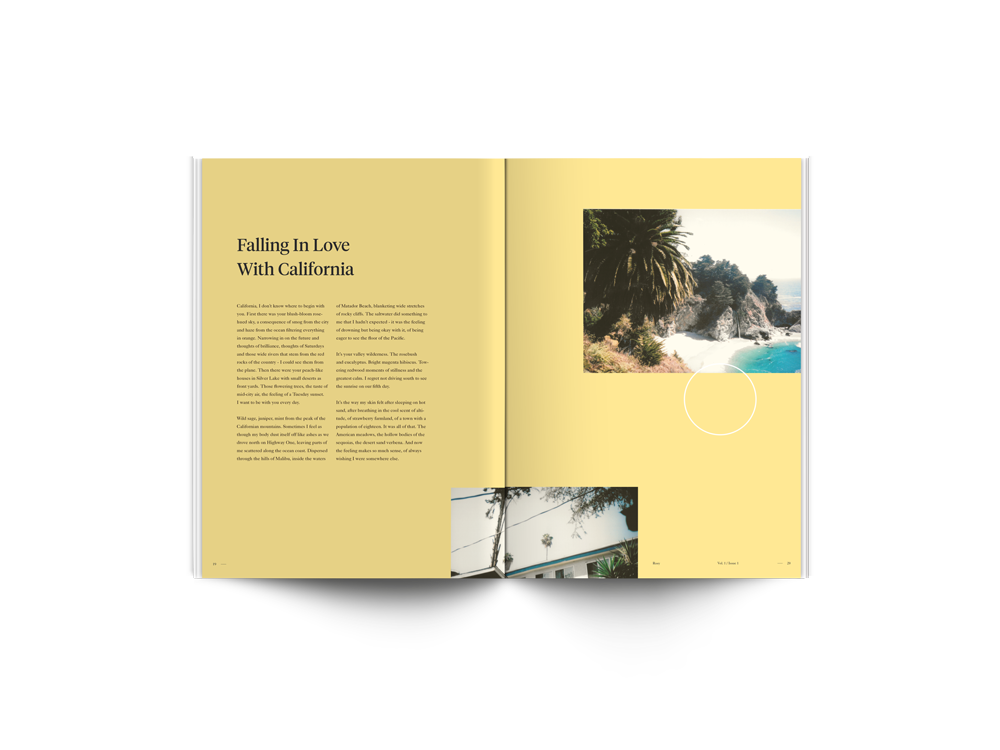 Falling In Love
With California
California, I don't know where to begin with
you. First there was your blush-bloom rose-
hued sky, a consequence of smog from the city
and haze from the ocean filtering everything
in orange. Narrowing in on the future and
thoughts of brilliance, thoughts of Saturdays
and those wide rivers that stem from the red
rocks of the country - I could see them from
the plane. Then there were your peach-like
houses in Silver Lake with small deserts as
front yards. Those flowering trees, the taste of
mid-city air, the feeling of a Tuesday sunset.
I want to be with you every day.
Wild sage, juniper, mint from the peak of the
Californian mountains. Sometimes I feel as
though my body dust itself off like ashes as we
drove north on Highway One, leaving parts of
me scattered along the ocean coast. Dispersed
through the hills of Malibu, inside the waters
of Matador Beach, blanketing wide stretches
of rocky cliffs. The saltwater did something to
me that I hadn't expected - it was the feeling
of drowning but being okay with it, of being
eager to see the floor of the Pacific.
It's your valley wilderness. The rosebush
and eucalyptus. Bright magenta hibiscus. Tow-
ering redwood moments of stillness and the
greatest calm. I regret not driving south to see
the sunrise on our fifth day.
It's the way my skin felt after sleeping on hot
sand, after breathing in the cool scent of alti-
tude, of strawberry farmland, of a town with a
population of eighteen. It was all of that. The
American meadows, the hollow bodies of the
sequoias, the desert sand verbena. And now
the feeling makes so much sense, of always
wishing I were somewhere else.
Vol. 1 / Issue 1